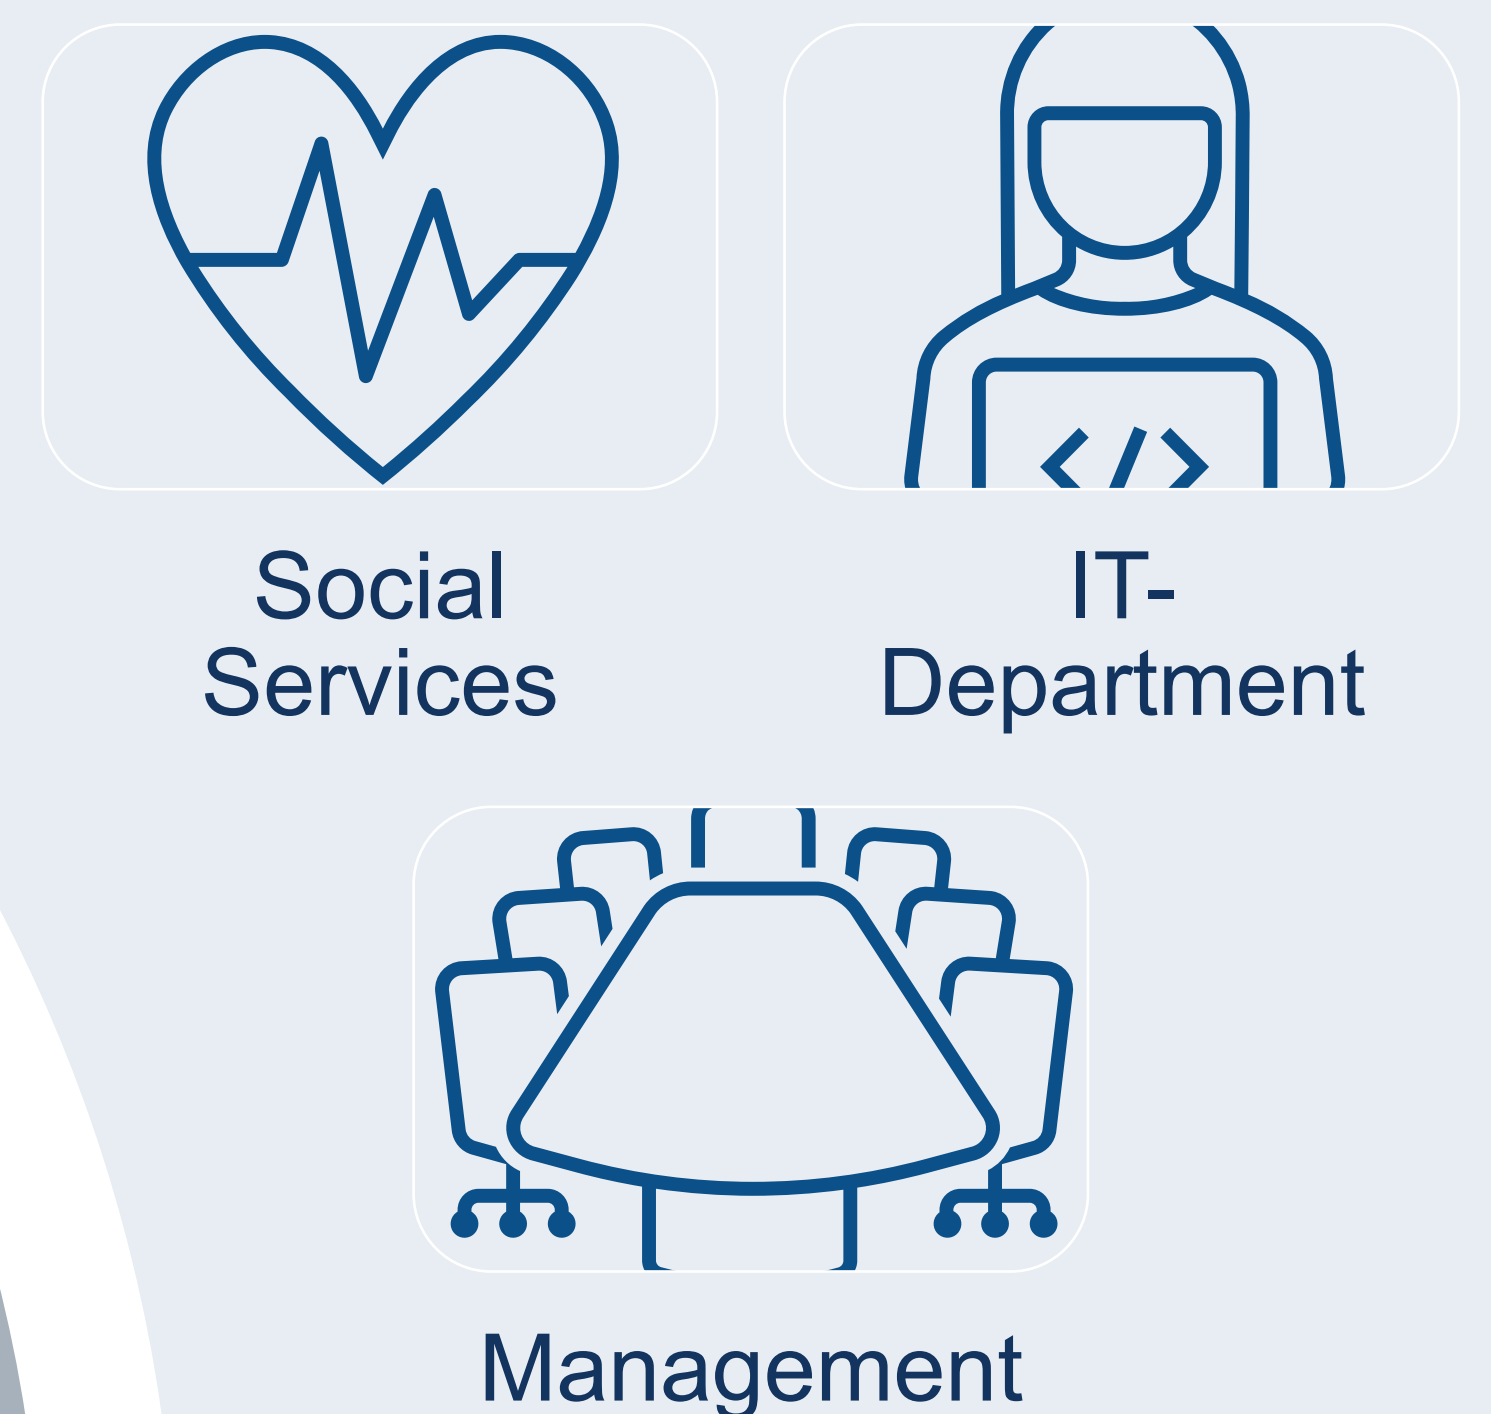 Social
Services
IT-
Department
</>
Management